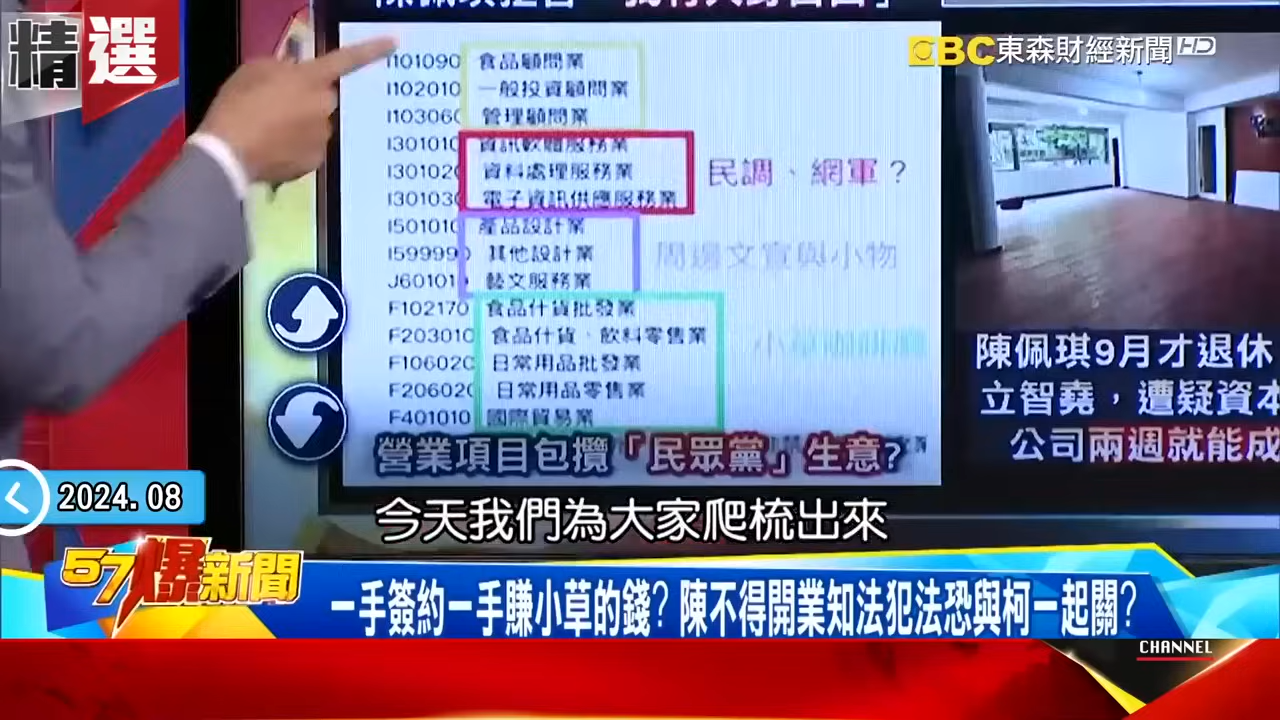 精選
EBC東森財經新聞HD
I101090 食品顧問業
I102010 一般投資顧問業
I103060 管理顧問業
I301010 資訊軟體服務業
I301020 資料處理服務業
I301030 電子資訊供應服務業
民調、網軍？
I501010 產品設計業
I599990 其他設計業
J601010 藝文服務業
周邊文宣與小物
F102170 食品什貨批發業
F203010 食品什貨、飲料零售業
F106020 日常用品批發業
F206020 日常用品零售業
F401010 國際貿易業
營業項目包攬「民眾黨」生意?
陳佩琪9月才退休
立智堯，遭疑資本
公司兩週就能成
2024. 08
今天我們為大家爬梳出來
57爆新聞
一手簽約一手賺小草的錢? 陳不得開業知法犯法恐與柯一起關?
CHANNEL